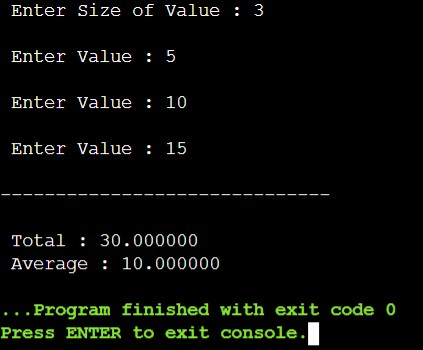 Enter Size of Value : 3
Enter Value : 5
Enter Value : 10
Enter Value : 15
------------------------------
Total : 30.000000
Average : 10.000000
...Program finished with exit code 0
Press ENTER to exit console.